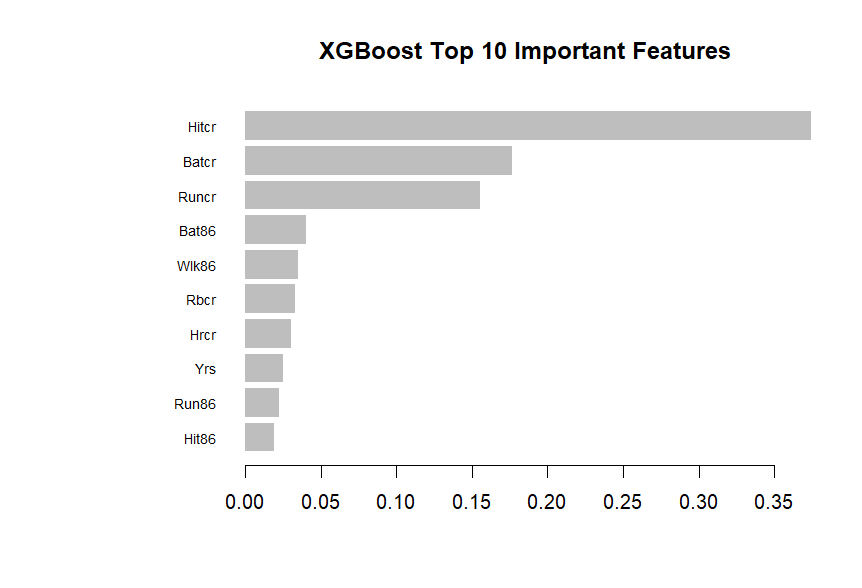 XGBoost Top 10 Important Features
Hitcr
Batcr
Runcr
Bat86
Wlk86
Rbcr
Hrcr
Yrs
Run86
Hit86
0.00 0.05 0.10 0.15 0.20 0.25 0.30 0.35